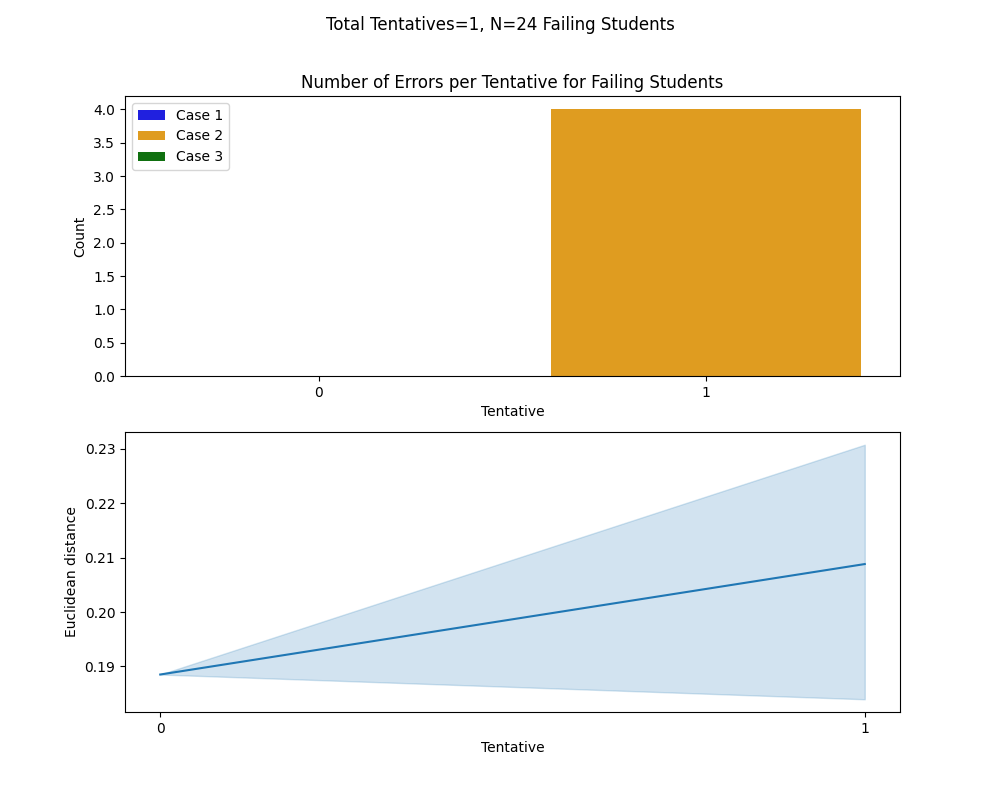 Total Tentatives=1, N=24 Failing Students
Number of Errors per Tentative for Failing Students
4.0
3.5
3.0
2.5
2.0
1.5
1.0
0.5
0.0
Count
Case 1
Case 2
Case 3
0
1
Tentative
0.23
0.22
0.21
0.20
0.19
Euclidean distance
0
1
Tentative